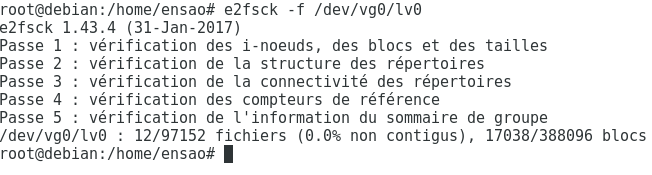 root@debian:/home/ensao# e2fsck -f /dev/vg0/lv0
e2fsck 1.43.4 (31-Jan-2017)
Passe 1 : vérification des i-noeuds, des blocs et des tailles
Passe 2 : vérification de la structure des répertoires
Passe 3 : vérification de la connectivité des répertoires
Passe 4 : vérification des compteurs de référence
Passe 5 : vérification de l'information du sommaire de groupe
/dev/vg0/lv0 : 12/97152 fichiers (0.0% non contigus), 17038/388096 blocs
root@debian:/home/ensao#